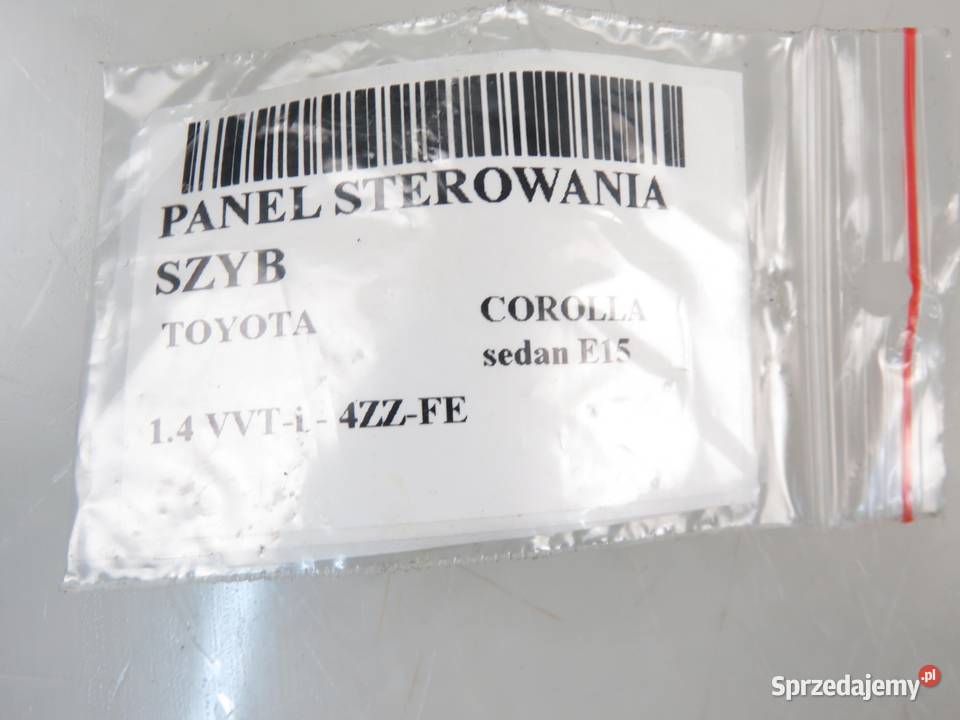 PANEL STEROWANIA
SZYB
TOYOTA COROLLA
sedan E15
1.4 VVT-i - 4ZZ-FE
Sprzedajemy.pl